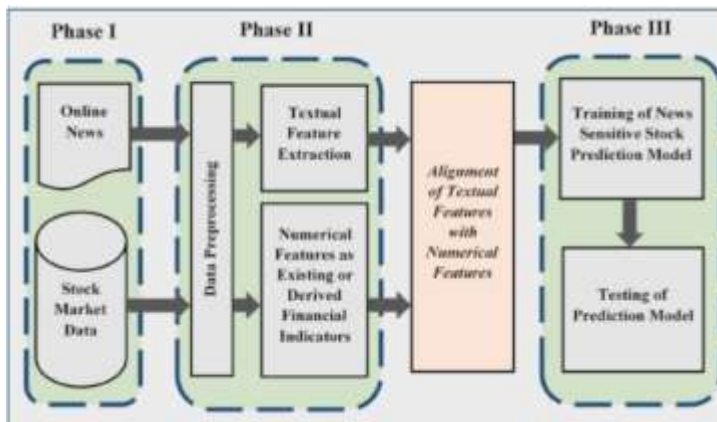 Phase I
Phase II
Phase III
Online
News
Stock
Market
Data
Data Preprocessing
Textual
Feature
Extraction
Numerical
Features as
Existing or
Derived
Financial
Indicators
Alignment
of Textual
Features
with
Numerical
Features
Training of News
Sensitive Stock
Prediction Model
Testing of
Prediction Model